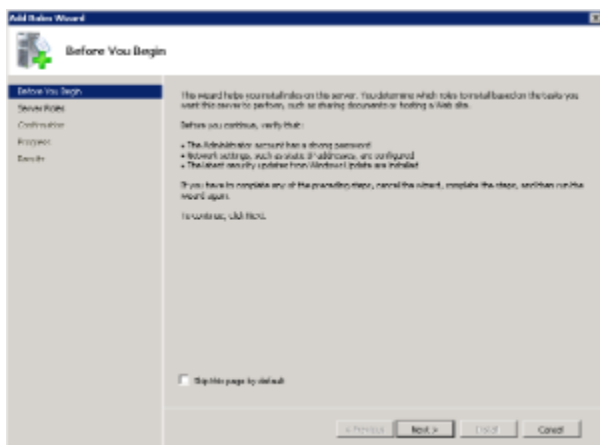 Add Roles Wizard
Before You Begin
Before You Begin
Server Roles
Confirmation
Progress
Results
This wizard helps you install roles on this server. You determine which roles to install based on the tasks you
want this server to perform, such as sharing documents or hosting a Web site.
Before you continue, verify that:
• The Administrator account has a strong password
• Network settings, such as static IP addresses, are configured
• The latest security updates from Windows Update are installed
If you have to complete any of the preceding steps, cancel the wizard, complete the steps, and then run the
wizard again.
To continue, click Next.
Skip this page by default
< Previous
Next >
Install
Cancel